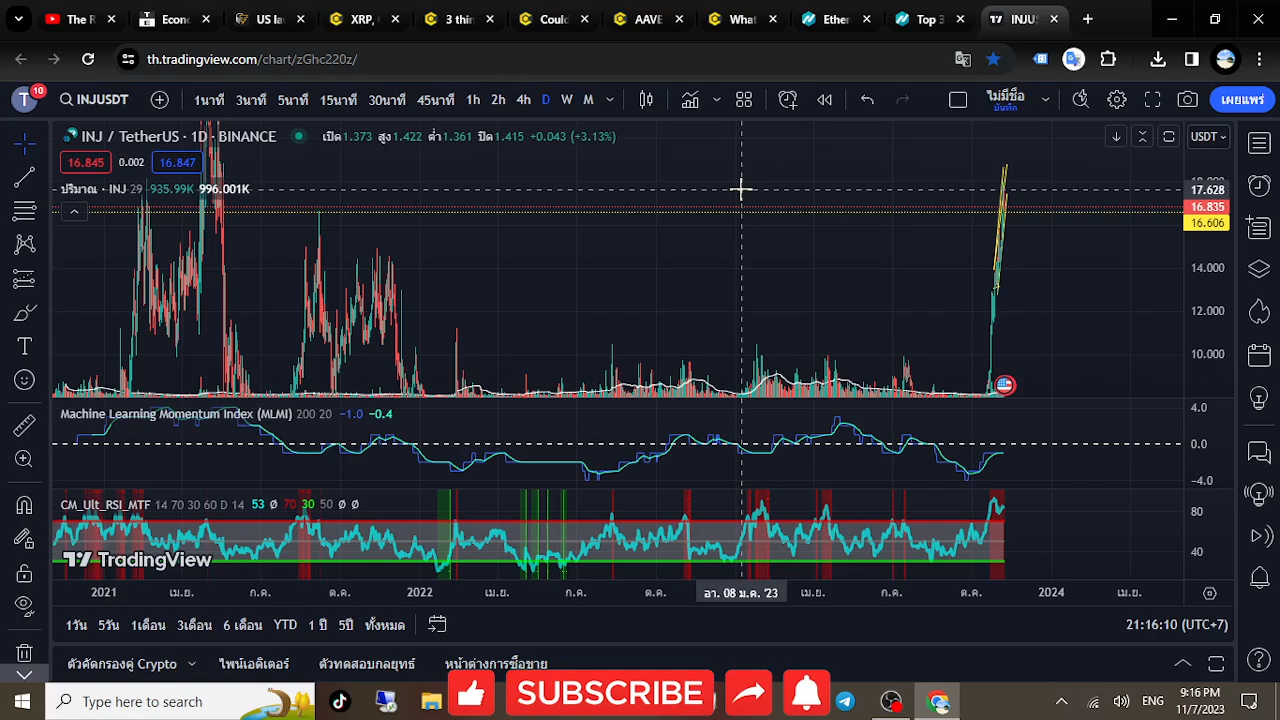 The R
Econo
US la
XRP,
3 thin
Coul
AAVE
What
Ether
Top 3
INJUS
th.tradingview.com/chart/zGhc220z/
T 10 INJUSDT 1นาที 3นาที 5นาที 15นาที 30นาที 45นาที 1h 2h 4h D W M ไม่มีชื่อ บันทึก เผยแพร่
INJ / TetherUS · 1D · BINANCE เปิด1.373 สูง1.422 ต่ำ1.361 ปิด1.415 +0.043 (+3.13%) USDT
16.845 0.002 16.847
ปริมาณ · INJ 29 935.99K 996.001K
17.628
16.835
16.606
14.000
12.000
10.000
Machine Learning Momentum Index (MLMI) 200 20 −1.0 −0.4
4.0
0.0
−4.0
CM_Ult_RSI_MTF 14 70 30 60 D 14 53 Ø 70 30 50 Ø Ø
80
40
TradingView
2021 เม.ย. ก.ค. ต.ค. 2022 เม.ย. ก.ค. ต.ค. อา. 08 ม.ค. '23 เม.ย. ก.ค. ต.ค. 2024 เม.ย.
1วัน 5วัน 1เดือน 3เดือน 6 เดือน YTD 1 ปี 5ปี ทั้งหมด 21:16:10 (UTC+7)
ตัวคัดกรองคู่ Crypto ไพน์เอดิเตอร์ ตัวทดสอบกลยุทธ์ หน้าต่างการซื้อขาย
Type here to search
SUBSCRIBE
ENG
9:16 PM
11/7/2023